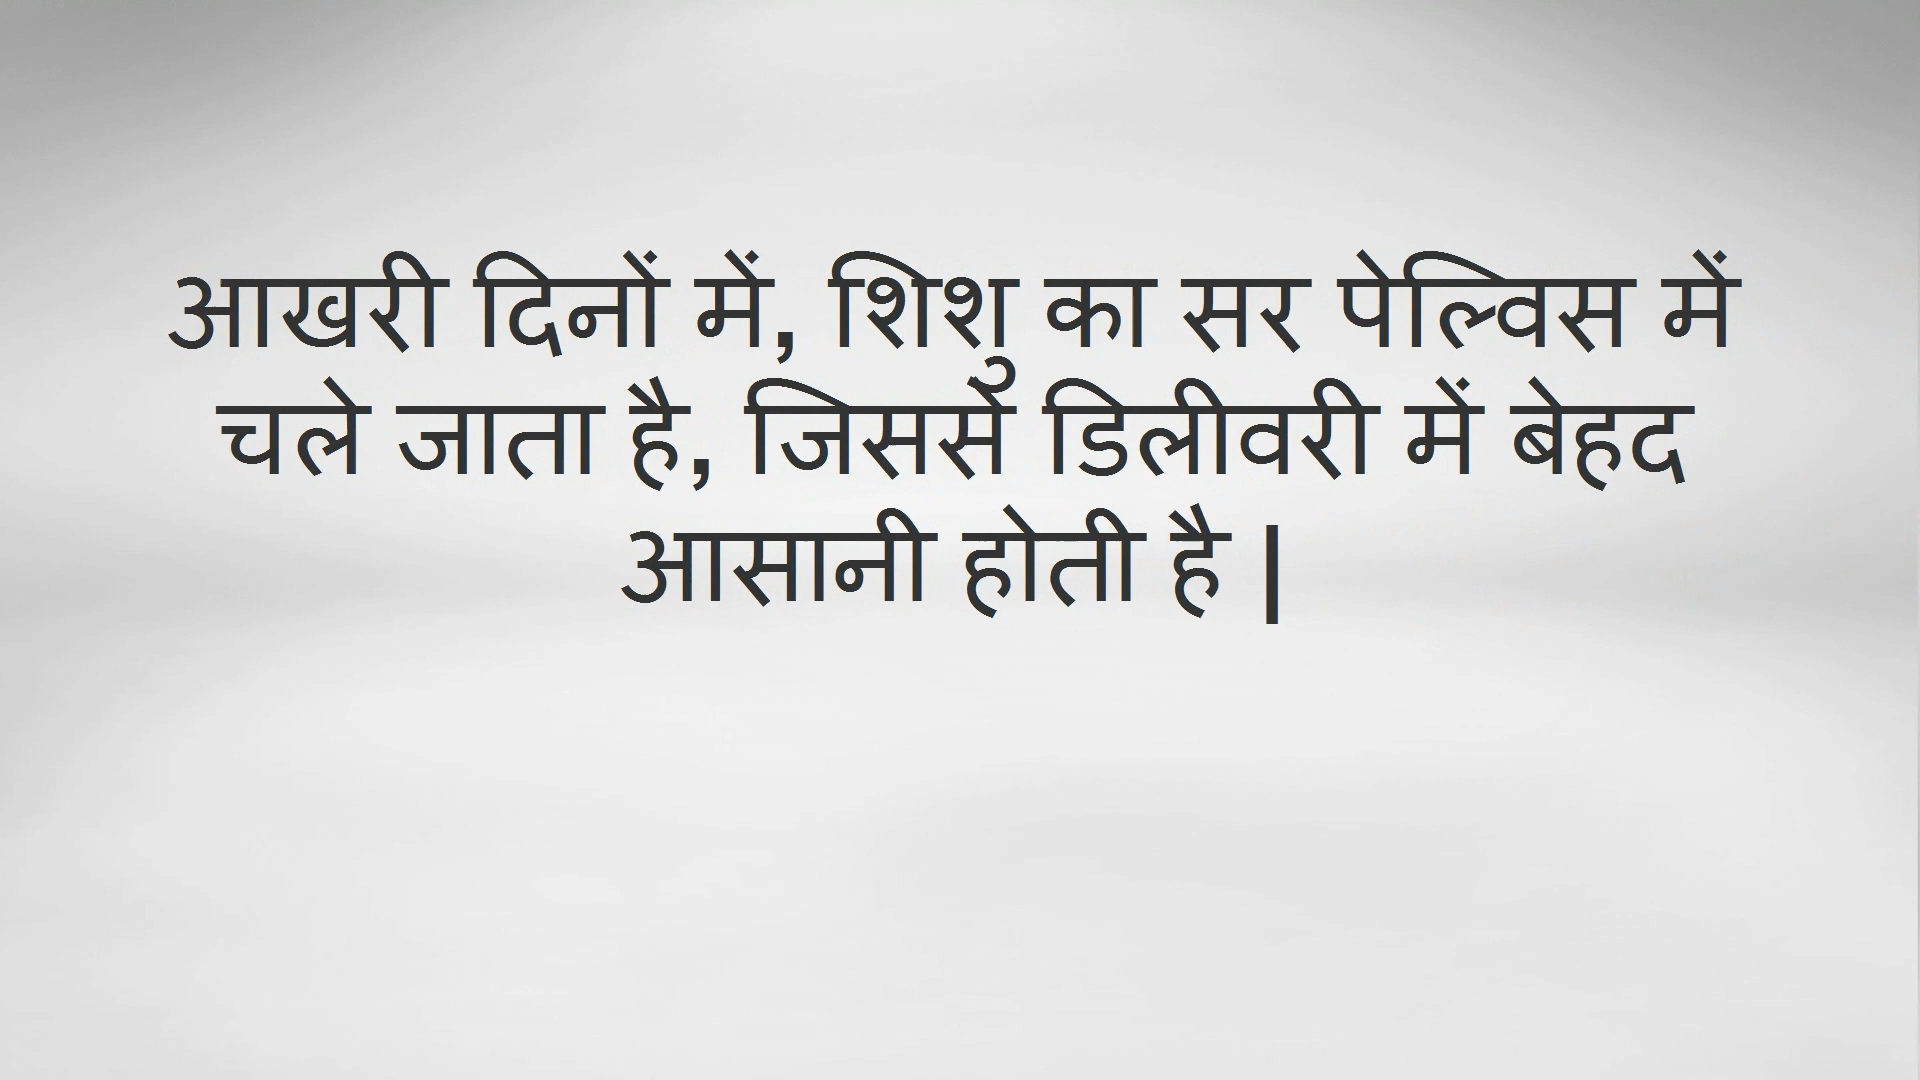 आखरी दिनों में, शिशु का सर पेल्विस में
चले जाता है, जिससे डिलीवरी में बेहद
आसानी होती है |